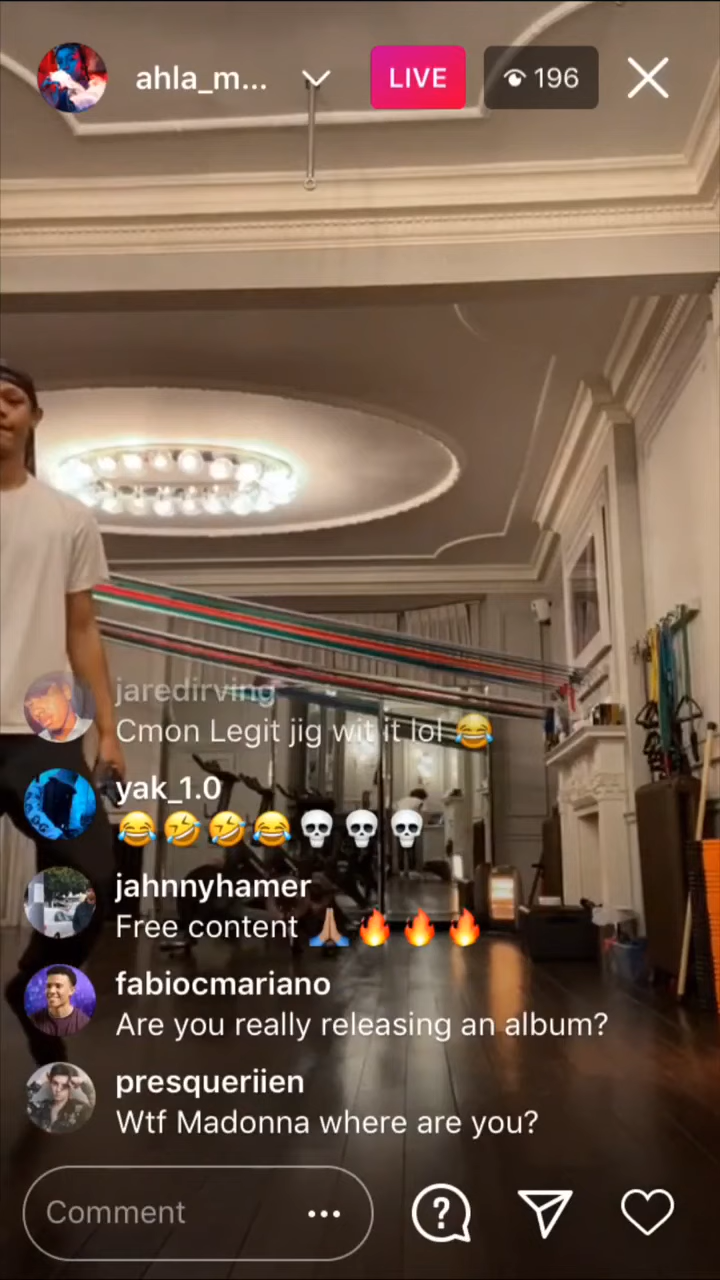 ahla_m...
LIVE
196
jaredirving
Cmon Legit jig wit it lol 😂
yak_1.0
😂🤣🤣😂💀💀💀
jahnnyhamer
Free content 🙏🏼🔥🔥🔥
fabiocmariano
Are you really releasing an album?
presqueriien
Wtf Madonna where are you?
Comment